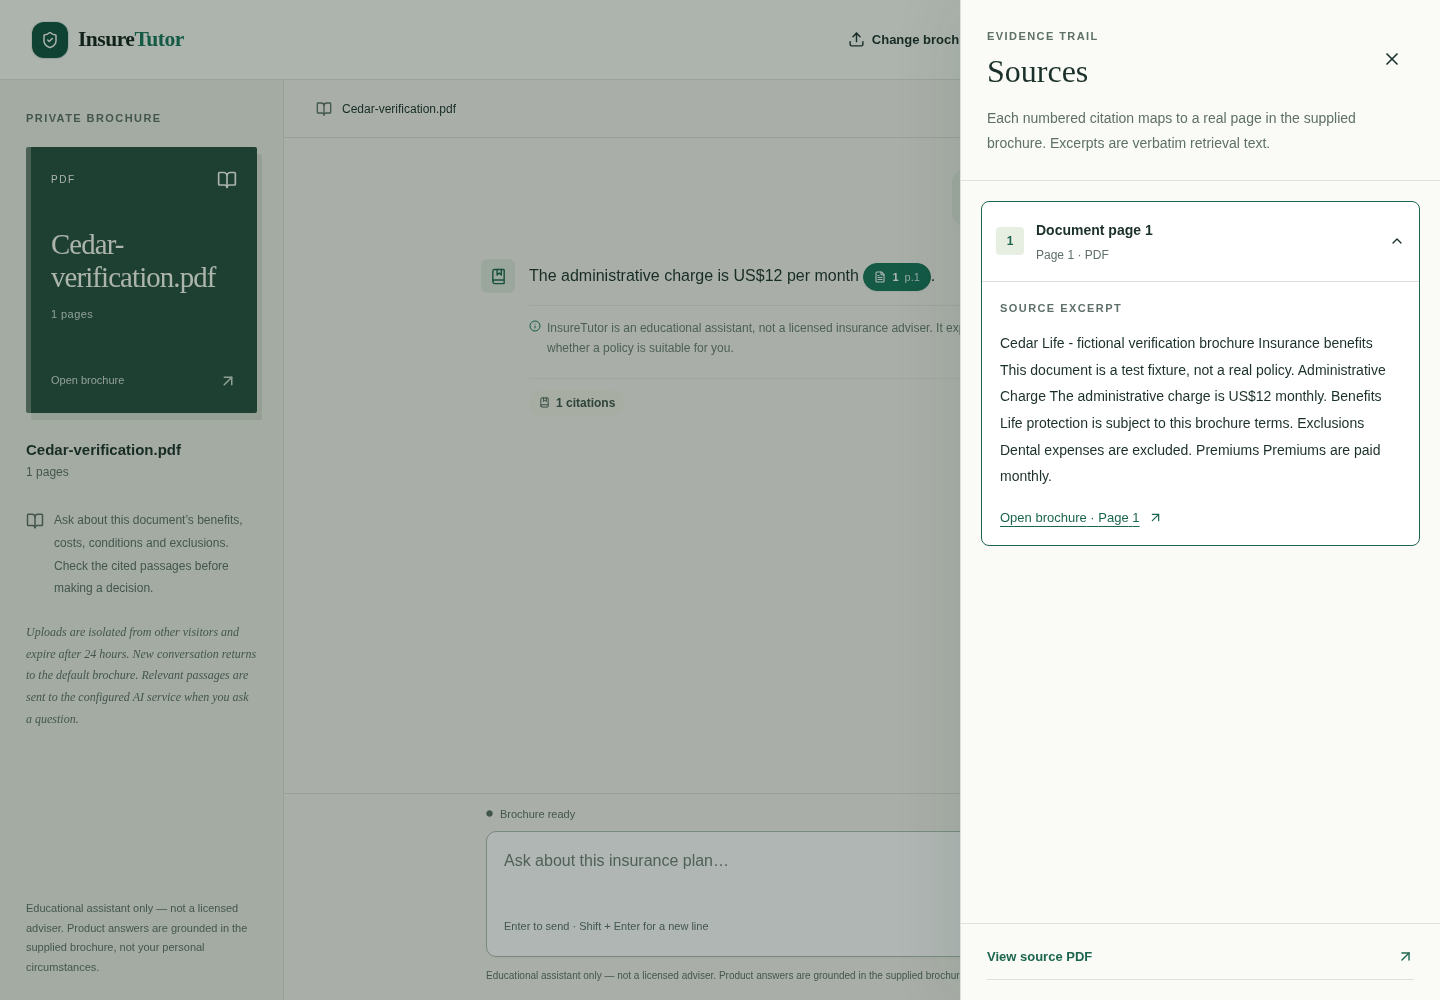 InsureTutor
Change broch
PRIVATE BROCHURE
PDF
Cedar-
verification.pdf
1 pages
Open brochure
Cedar-verification.pdf
1 pages
Ask about this document's benefits,
costs, conditions and exclusions.
Check the cited passages before
making a decision.
Uploads are isolated from other visitors and
expire after 24 hours. New conversation returns
to the default brochure. Relevant passages are
sent to the configured AI service when you ask
a question.
Educational assistant only — not a licensed
adviser. Product answers are grounded in the
supplied brochure, not your personal
circumstances.
Cedar-verification.pdf
The administrative charge is US$12 per month 1 p.1.
InsureTutor is an educational assistant, not a licensed insurance adviser. It exp
whether a policy is suitable for you.
1 citations
Brochure ready
Ask about this insurance plan…
Enter to send · Shift + Enter for a new line
Educational assistant only — not a licensed adviser. Product answers are grounded in the supplied brochur
EVIDENCE TRAIL
Sources
Each numbered citation maps to a real page in the supplied
brochure. Excerpts are verbatim retrieval text.
1
Document page 1
Page 1 · PDF
SOURCE EXCERPT
Cedar Life - fictional verification brochure Insurance benefits
This document is a test fixture, not a real policy. Administrative
Charge The administrative charge is US$12 monthly. Benefits
Life protection is subject to this brochure terms. Exclusions
Dental expenses are excluded. Premiums Premiums are paid
monthly.
Open brochure · Page 1
View source PDF